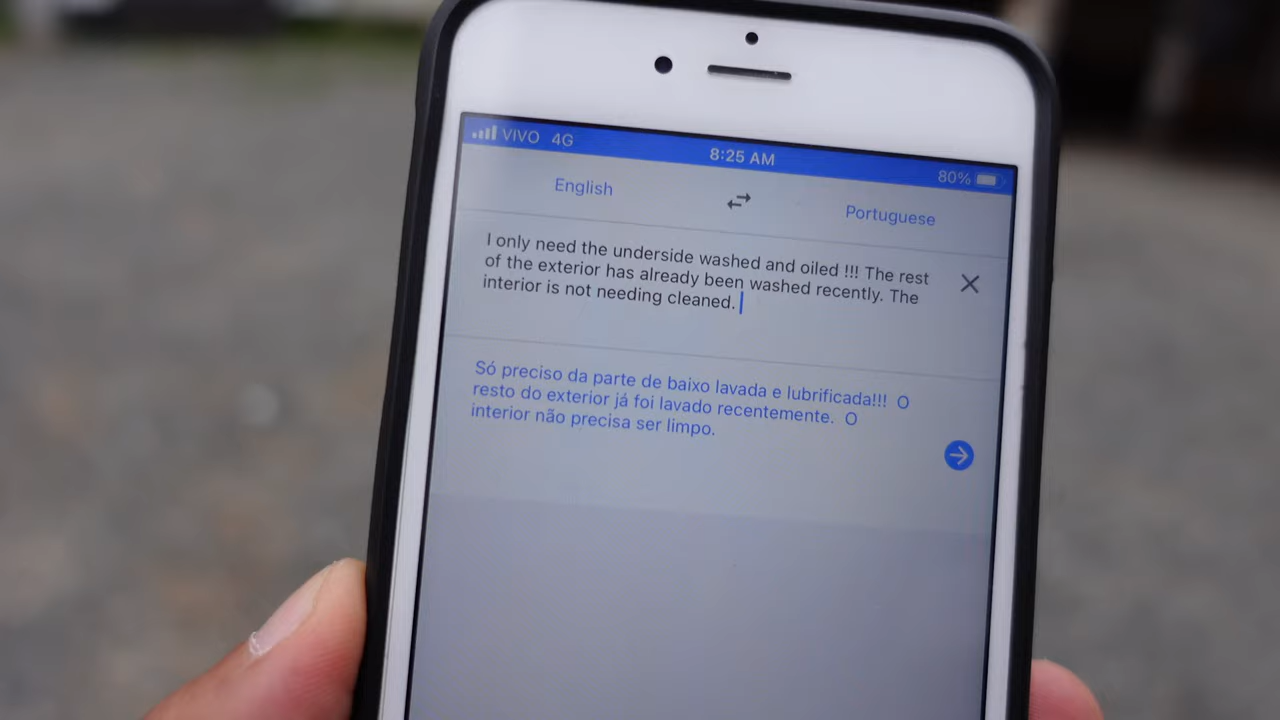 VIVO 4G 8:25 AM 80%
English Portuguese
I only need the underside washed and oiled !!! The rest
of the exterior has already been washed recently. The
interior is not needing cleaned.
Só preciso da parte de baixo lavada e lubrificada!!! O
resto do exterior já foi lavado recentemente. O
interior não precisa ser limpo.